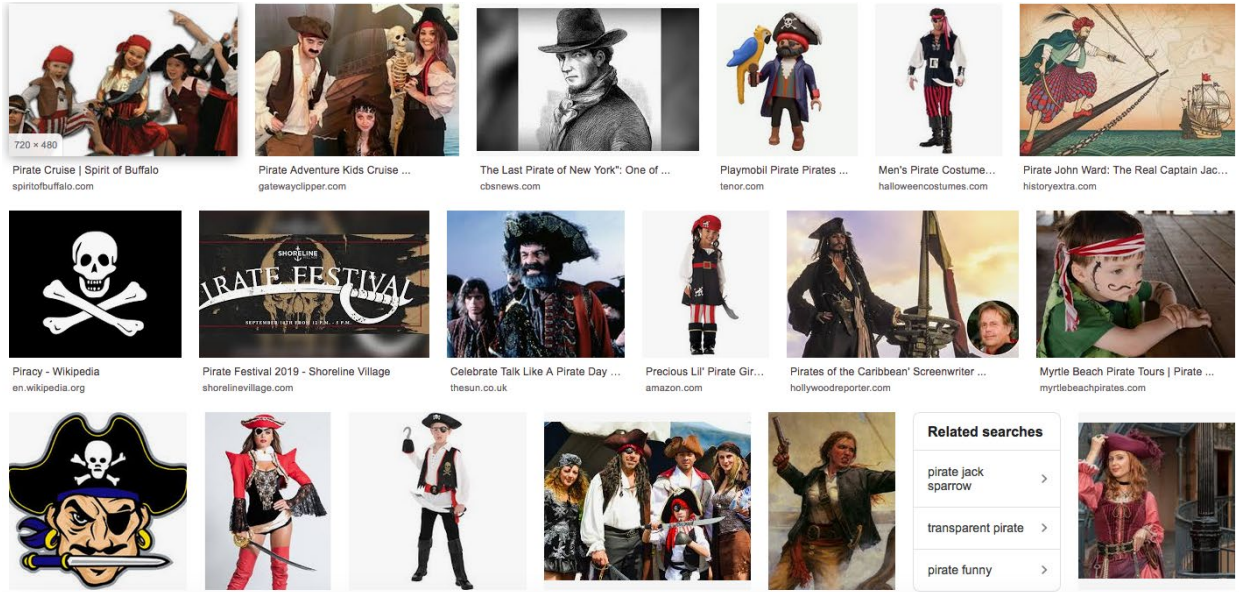 720 × 480
Pirate Cruise | Spirit of Buffalo
spiritofbuffalo.com
Pirate Adventure Kids Cruise ...
gatewayclipper.com
The Last Pirate of New York": One of ...
cbsnews.com
Playmobil Pirate Pirates ...
tenor.com
Men's Pirate Costume...
halloweencostumes.com
Pirate John Ward: The Real Captain Jac...
historyextra.com
SHORELINE
PIRATE FESTIVAL
Piracy - Wikipedia
en.wikipedia.org
Pirate Festival 2019 - Shoreline Village
shorelinevillage.com
Celebrate Talk Like A Pirate Day ...
thesun.co.uk
Precious Lil' Pirate Gir...
amazon.com
Pirates of the Caribbean' Screenwriter ...
hollywoodreporter.com
Myrtle Beach Pirate Tours | Pirate ...
myrtlebeachpirates.com
Related searches
pirate jack
sparrow
transparent pirate
pirate funny